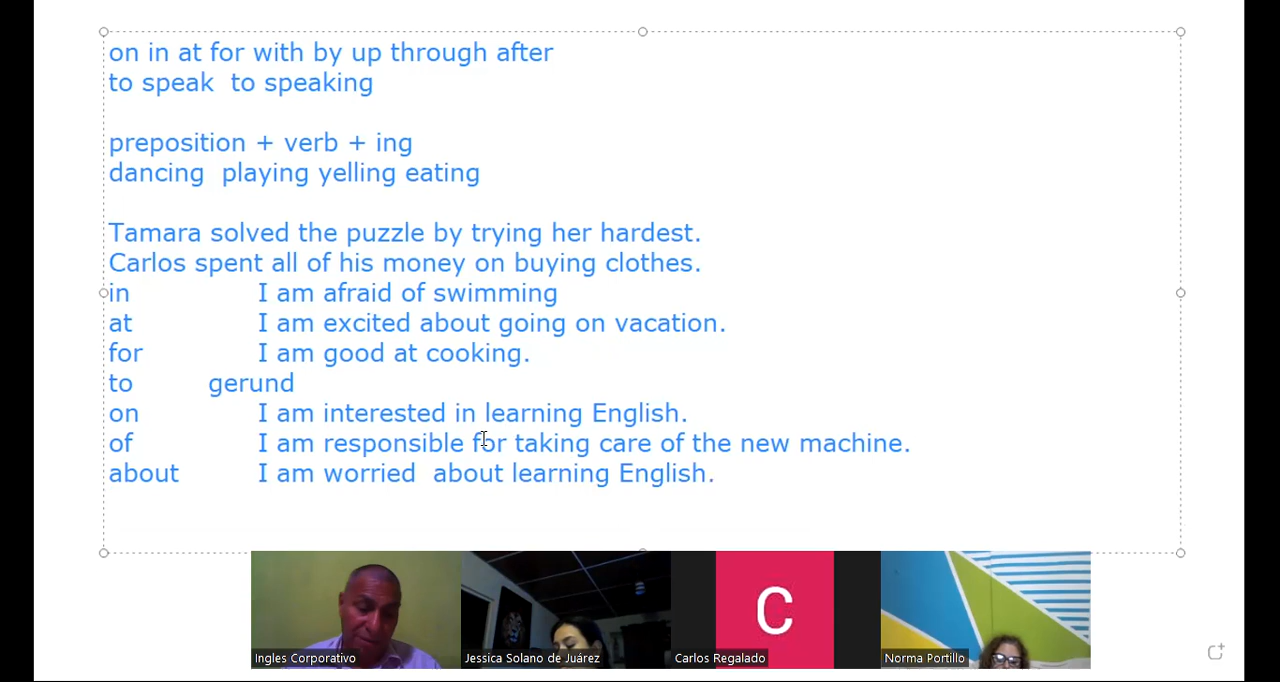 on in at for with by up through after
to speak  to speaking
preposition + verb + ing
dancing  playing yelling eating
Tamara solved the puzzle by trying her hardest.
Carlos spent all of his money on buying clothes.
in I am afraid of swimming
at I am excited about going on vacation.
for I am good at cooking.
to gerund
on I am interested in learning English.
of I am responsible for taking care of the new machine.
about I am worried  about learning English.
C
Ingles Corporativo Jessica Solano de Juárez Carlos Regalado Norma Portillo